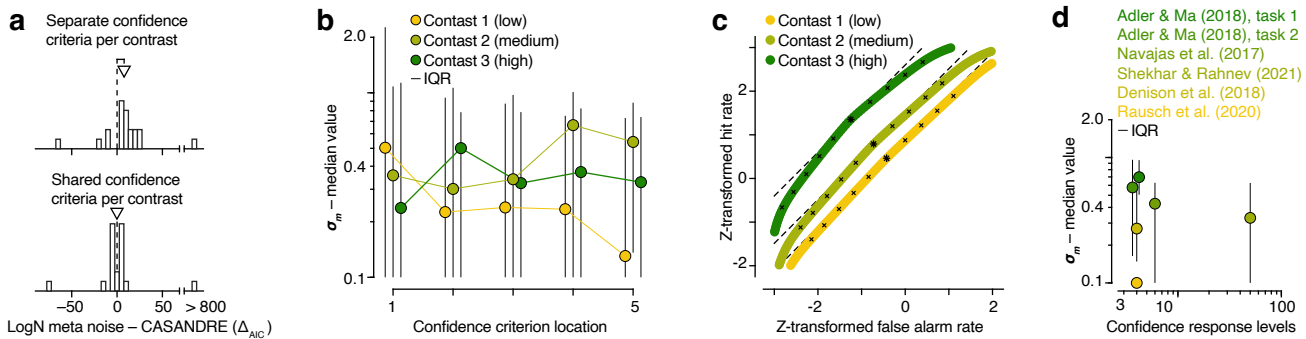 a
Separate confidence
criteria per contrast
Shared confidence
criteria per contrast
−50
0
50
> 800
LogN meta noise – CASANDRE (Δ_AIC)
b
Contast 1 (low)
Contast 2 (medium)
Contast 3 (high)
– IQR
2.0
0.4
0.1
σm – median value
1
5
Confidence criterion location
c
Contast 1 (low)
Contast 2 (medium)
Contast 3 (high)
2
0
-2
Z-transformed hit rate
-2
0
2
Z-transformed false alarm rate
d
Adler & Ma (2018), task 1
Adler & Ma (2018), task 2
Navajas et al. (2017)
Shekhar & Rahnev (2021)
Denison et al. (2018)
Rausch et al. (2020)
– IQR
2.0
0.4
0.1
σm – median value
3
10
100
Confidence response levels